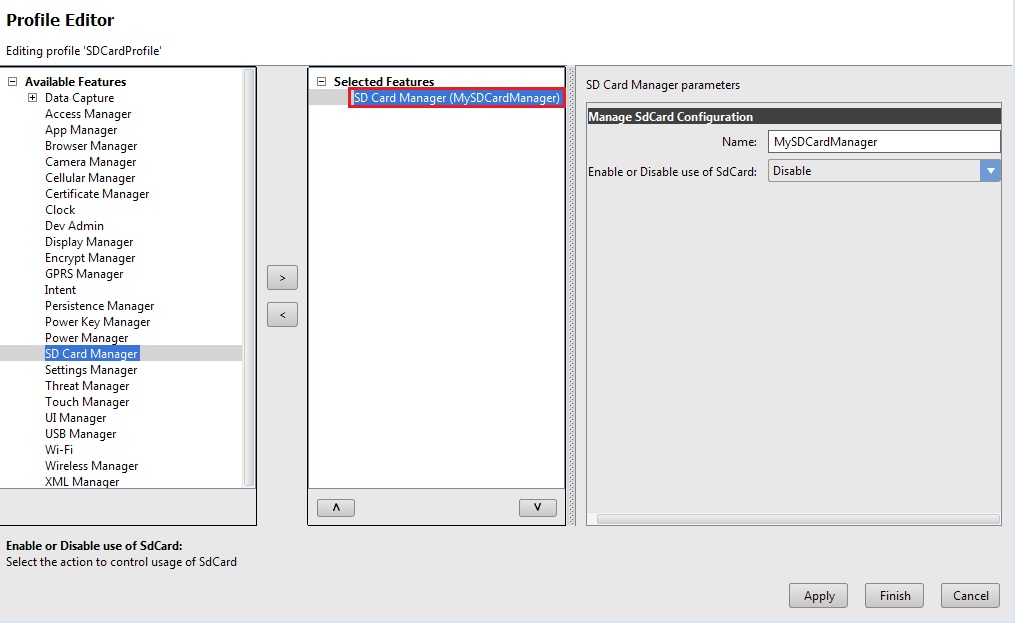 Profile Editor
Editing profile 'SDCardProfile'
Available Features
Data Capture
Access Manager
App Manager
Browser Manager
Camera Manager
Cellular Manager
Certificate Manager
Clock
Dev Admin
Display Manager
Encrypt Manager
GPRS Manager
Intent
Persistence Manager
Power Key Manager
Power Manager
SD Card Manager
Settings Manager
Threat Manager
Touch Manager
UI Manager
USB Manager
Wi-Fi
Wireless Manager
XML Manager
>
<
Selected Features
SD Card Manager (MySDCardManager)
SD Card Manager parameters
Manage SdCard Configuration
Name: MySDCardManager
Enable or Disable use of SdCard: Disable
Enable or Disable use of SdCard:
Select the action to control usage of SdCard
Apply Finish Cancel